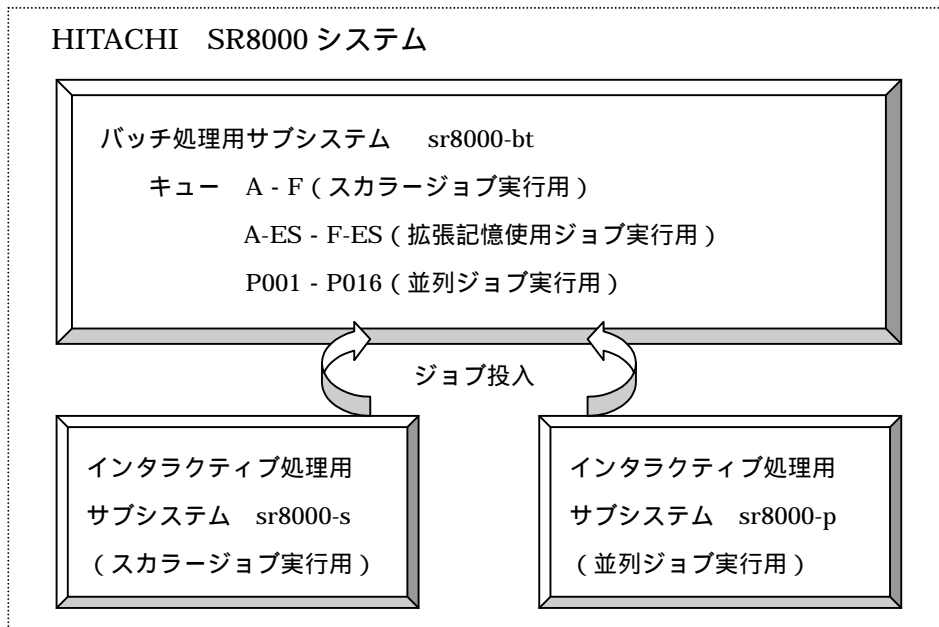 HITACHI　SR8000 システム
バッチ処理用サブシステム　sr8000-bt
キュー　A - F ( スカラージョブ実行用 )
A-ES - F-ES ( 拡張記憶使用ジョブ実行用 )
P001 - P016 ( 並列ジョブ実行用 )
ジョブ投入
インタラクティブ処理用
サブシステム　sr8000-s
( スカラージョブ実行用 )
インタラクティブ処理用
サブシステム　sr8000-p
( 並列ジョブ実行用 )